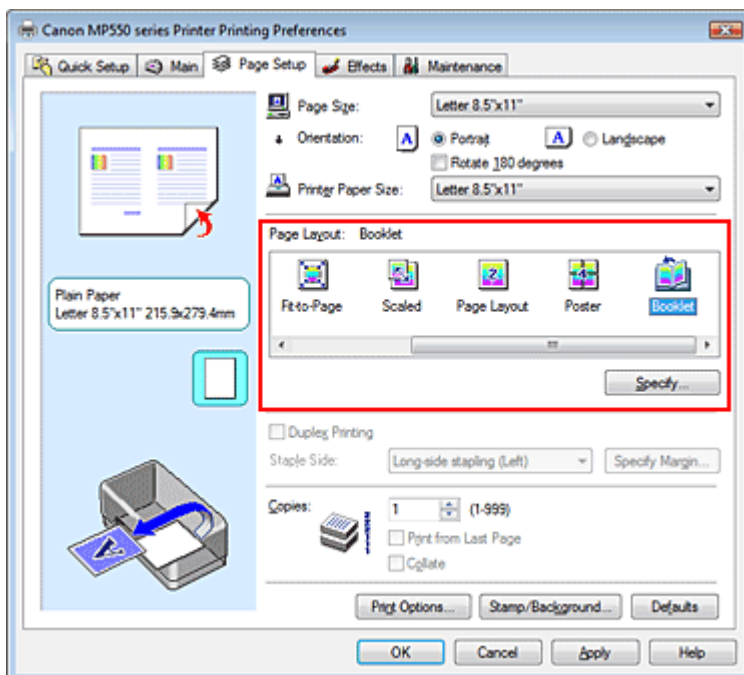 Canon MP550 series Printer Printing Preferences
Quick Setup Main Page Setup Effects Maintenance
Page Size: Letter 8.5"x11"
Orientation: A Portrait A Landscape
Rotate 180 degrees
Printer Paper Size: Letter 8.5"x11"
Page Layout: Booklet
Fit-to-Page Scaled Page Layout Poster Booklet
Plain Paper
Letter 8.5"x11" 215.9x279.4mm
Specify...
Duplex Printing
Staple Side: Long-side stapling (Left) Specify Margin...
Copies: 1 (1-999)
Print from Last Page
Collate
Print Options... Stamp/Background... Defaults
OK Cancel Apply Help